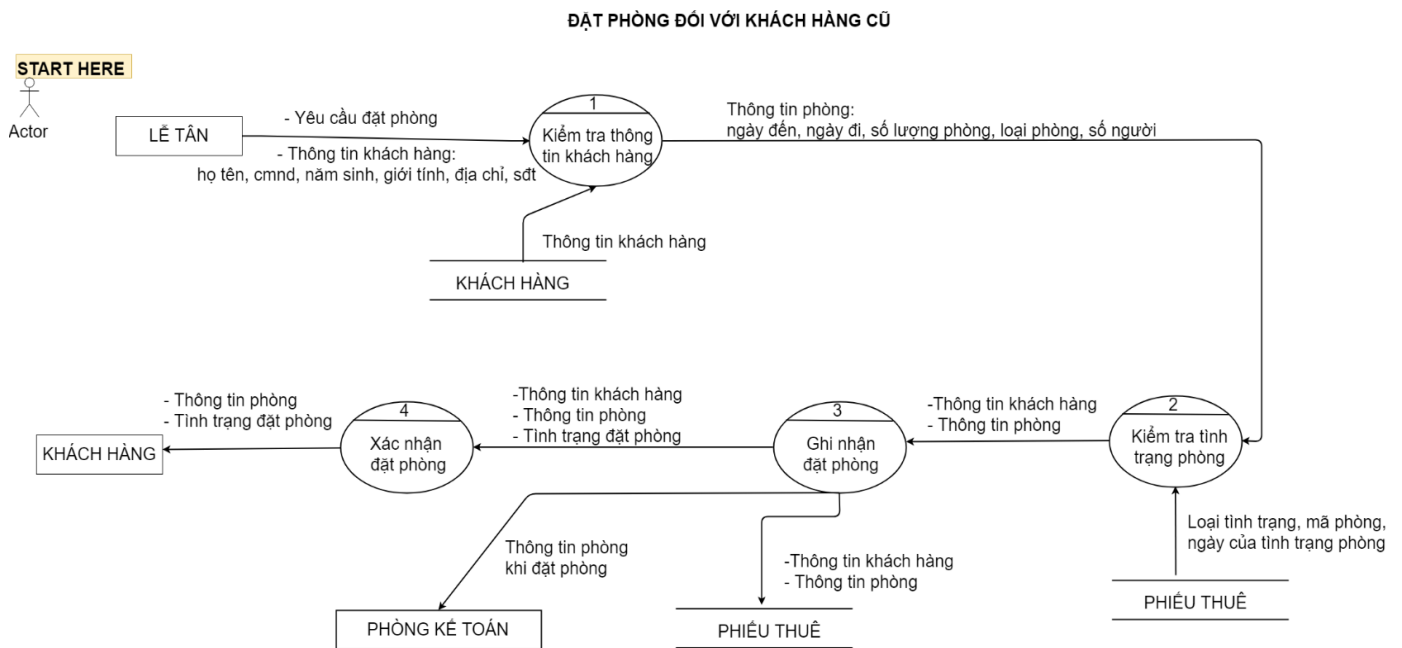 ĐẶT PHÒNG ĐỐI VỚI KHÁCH HÀNG CŨ
START HERE
Actor
LỄ TÂN
- Yêu cầu đặt phòng
- Thông tin khách hàng:
họ tên, cmnd, năm sinh, giới tính, địa chỉ, sđt
1
Kiểm tra thông
tin khách hàng
Thông tin phòng:
ngày đến, ngày đi, số lượng phòng, loại phòng, số người
Thông tin khách hàng
KHÁCH HÀNG
2
Kiểm tra tình
trạng phòng
Loại tình trạng, mã phòng,
ngày của tình trạng phòng
PHIẾU THUÊ
-Thông tin khách hàng
- Thông tin phòng
3
Ghi nhận
đặt phòng
-Thông tin khách hàng
- Thông tin phòng
PHIẾU THUÊ
Thông tin phòng
khi đặt phòng
PHÒNG KẾ TOÁN
-Thông tin khách hàng
- Thông tin phòng
- Tình trạng đặt phòng
4
Xác nhận
đặt phòng
- Thông tin phòng
- Tình trạng đặt phòng
KHÁCH HÀNG